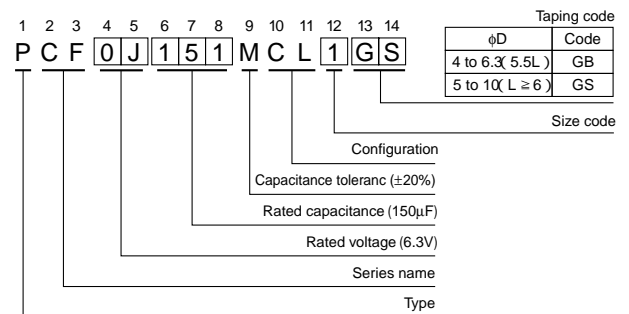 Taping code
1 2 3 4 5 6 7 8 9 10 11 12 13 14
P C F 0 J 1 5 1 M C L 1 G S
φD Code
4 to 6.3( 5.5L ) GB
5 to 10( L ≧ 6 ) GS
Size code
Configuration
Capacitance toleranc (±20%)
Rated capacitance (150μF)
Rated voltage (6.3V)
Series name
Type